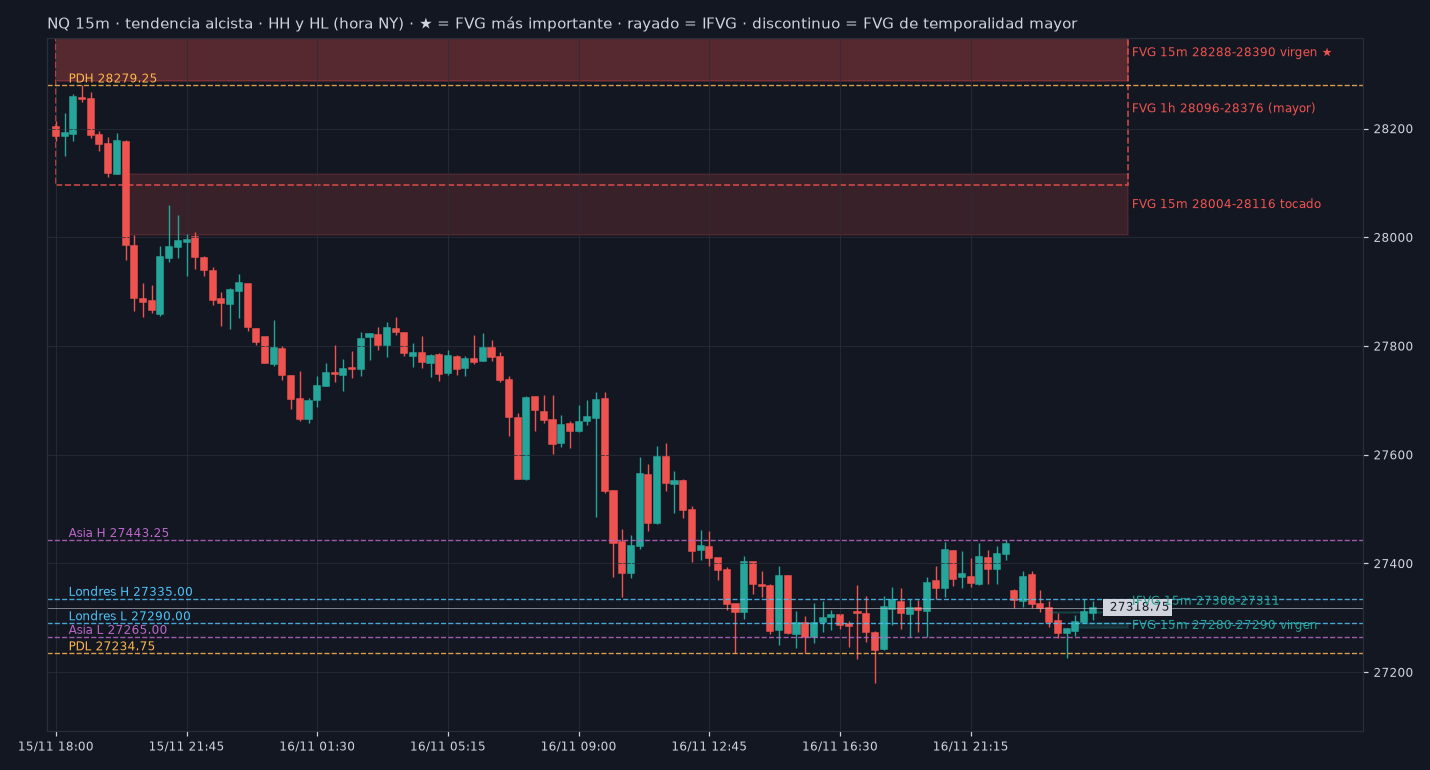 NQ 15m · tendencia alcista · HH y HL (hora NY) · ★ = FVG más importante · rayado = IFVG · discontinuo = FVG de temporalidad mayor
FVG 15m 28288-28390 virgen ★
PDH 28279.25
FVG 1h 28096-28376 (mayor)
28200
FVG 15m 28004-28116 tocado
28000
27800
27600
Asia H 27443.25
27400
Londres H 27335.00
IFVG 15m 27308-27311
27318.75
Londres L 27290.00
FVG 15m 27280-27290 virgen
Asia L 27265.00
PDL 27234.75
27200
15/11 18:00
15/11 21:45
16/11 01:30
16/11 05:15
16/11 09:00
16/11 12:45
16/11 16:30
16/11 21:15